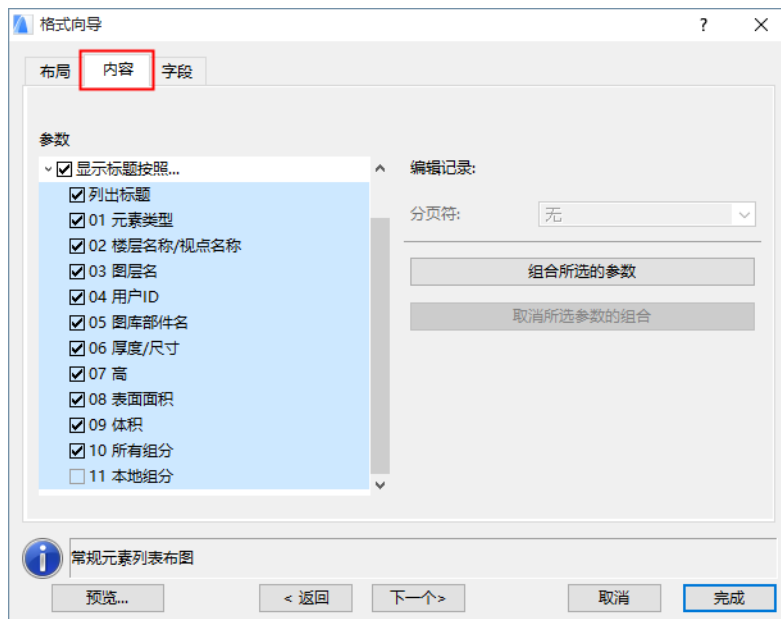 格式向导
布局 内容 字段
参数
显示标题按照...
列出标题
01 元素类型
02 楼层名称/视点名称
03 图层名
04 用户ID
05 图库部件名
06 厚度/尺寸
07 高
08 表面面积
09 体积
10 所有组分
11 本地组分
编辑记录:
分页符: 无
组合所选的参数
取消所选参数的组合
常规元素列表布图
预览... < 返回 下一个> 取消 完成